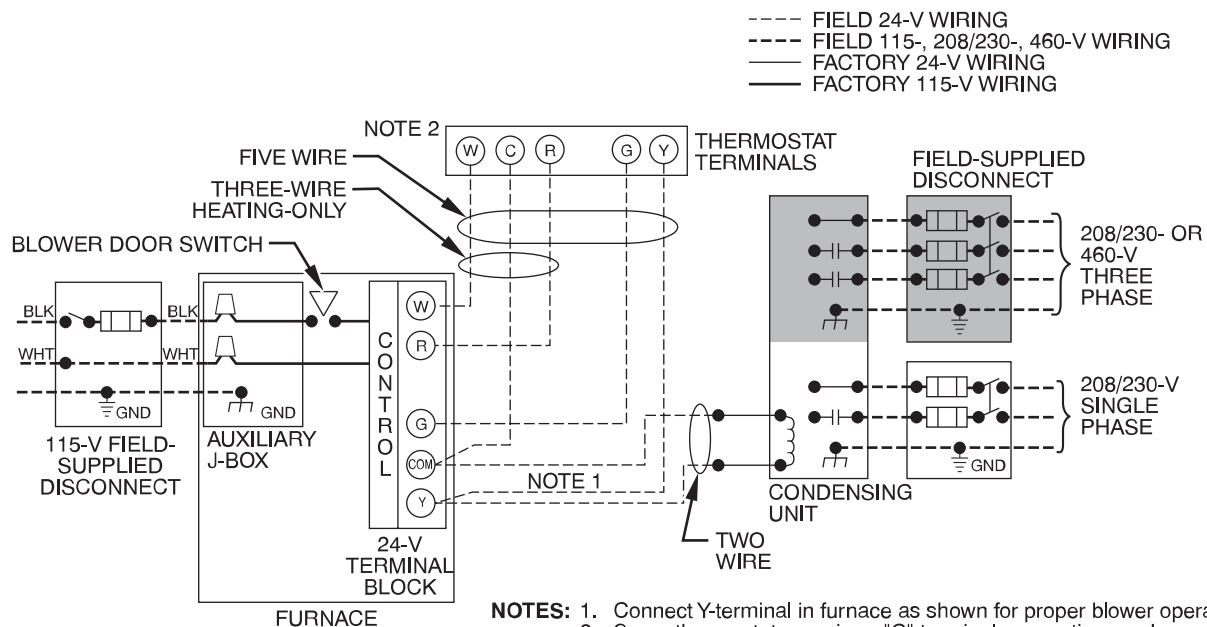 FIELD 24-V WIRING
FIELD 115-, 208/230-, 460-V WIRING
FACTORY 24-V WIRING
FACTORY 115-V WIRING
NOTE 2
W C R G Y
THERMOSTAT
TERMINALS
FIVE WIRE
THREE-WIRE
HEATING-ONLY
BLOWER DOOR SWITCH
FIELD-SUPPLIED
DISCONNECT
208/230- OR
460-V
THREE
PHASE
BLK
BLK
WHT
WHT
GND
GND
115-V FIELD-
SUPPLIED
DISCONNECT
AUXILIARY
J-BOX
CONTROL
W
R
G
COM
Y
NOTE 1
24-V
TERMINAL
BLOCK
FURNACE
TWO
WIRE
CONDENSING
UNIT
GND
208/230-V
SINGLE
PHASE
NOTES: 1. Connect Y-terminal in furnace as shown for proper blower opera